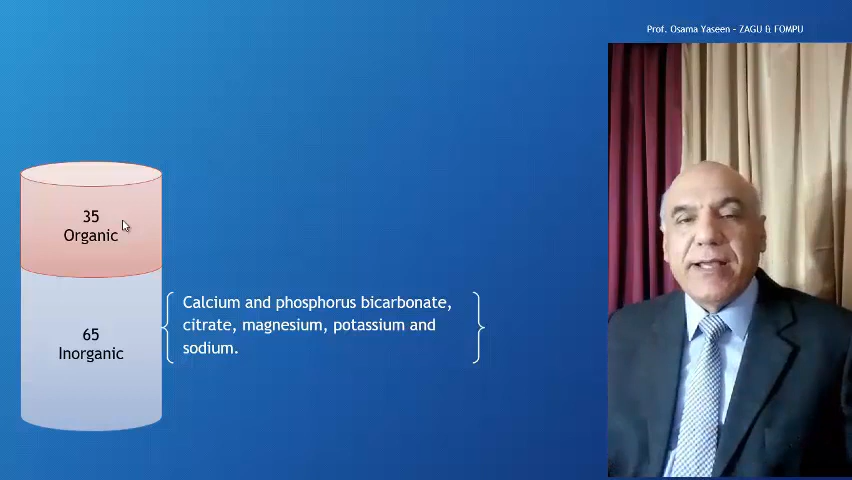 Prof. Osama Yaseen - ZAGU & FOMPU
35
Organic
Calcium and phosphorus bicarbonate,
citrate, magnesium, potassium and
sodium.
65
Inorganic